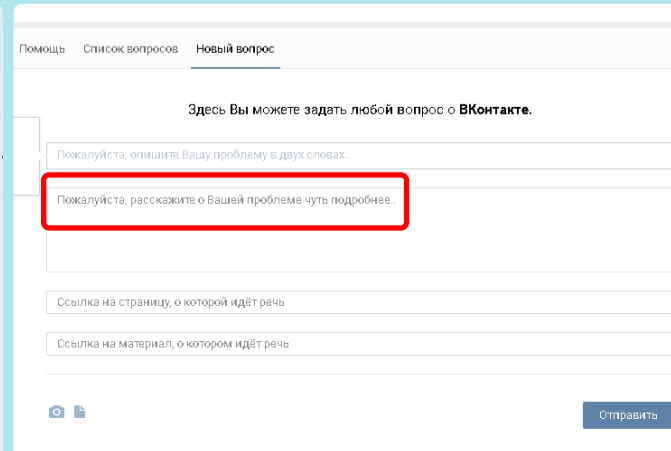 Помощь Список вопросов Новый вопрос
Здесь Вы можете задать любой вопрос о ВКонтакте.
Пожалуйста, опишите Вашу проблему в двух словах..
Пожалуйста, расскажите о Вашей проблеме чуть подробнее..
Ссылка на страницу, о которой идёт речь
Ссылка на материал, о котором идёт речь
Отправить